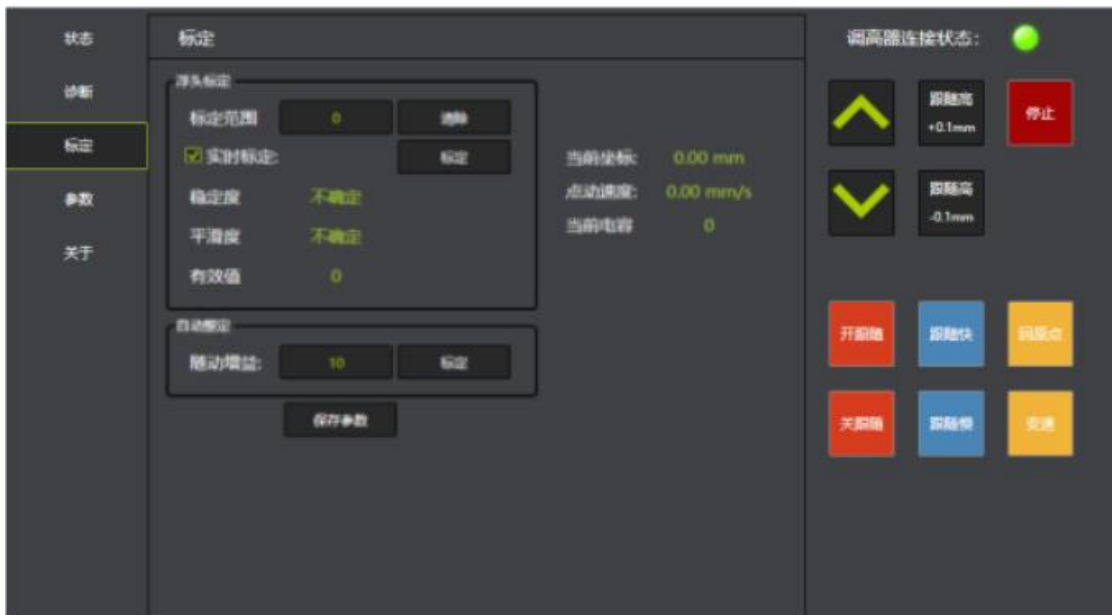 状态
诊断
标定
参数
关于
标定
浮头标定
标定范围 0 清除
实时标定: 标定
稳定度 不确定
平滑度 不确定
有效值 0
自动整定
随动增益: 10 标定
保存参数
当前坐标: 0.00 mm
点动速度: 0.00 mm/s
当前电容 0
调高器连接状态:
跟随高
+0.1mm
停止
跟随高
-0.1mm
开跟随 跟随快 回原点
关跟随 跟随慢 变速